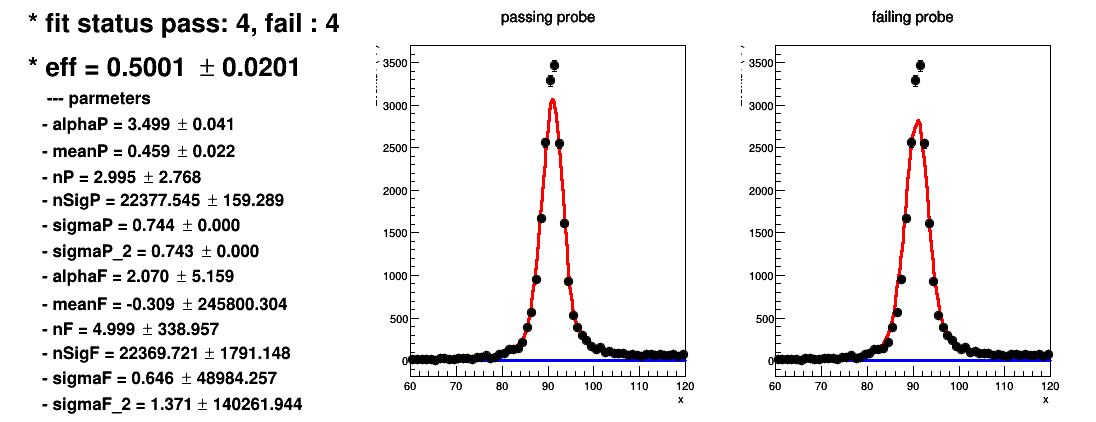 * fit status pass: 4, fail : 4
* eff = 0.5001 ± 0.0201
--- parmeters
- alphaP = 3.499 ± 0.041
- meanP = 0.459 ± 0.022
- nP = 2.995 ± 2.768
- nSigP = 22377.545 ± 159.289
- sigmaP = 0.744 ± 0.000
- sigmaP_2 = 0.743 ± 0.000
- alphaF = 2.070 ± 5.159
- meanF = -0.309 ± 245800.304
- nF = 4.999 ± 338.957
- nSigF = 22369.721 ± 1791.148
- sigmaF = 0.646 ± 48984.257
- sigmaF_2 = 1.371 ± 140261.944
passing probe
3500
3000
2500
2000
1500
1000
500
0
60 70 80 90 100 110 120
x
failing probe
3500
3000
2500
2000
1500
1000
500
0
60 70 80 90 100 110 120
x